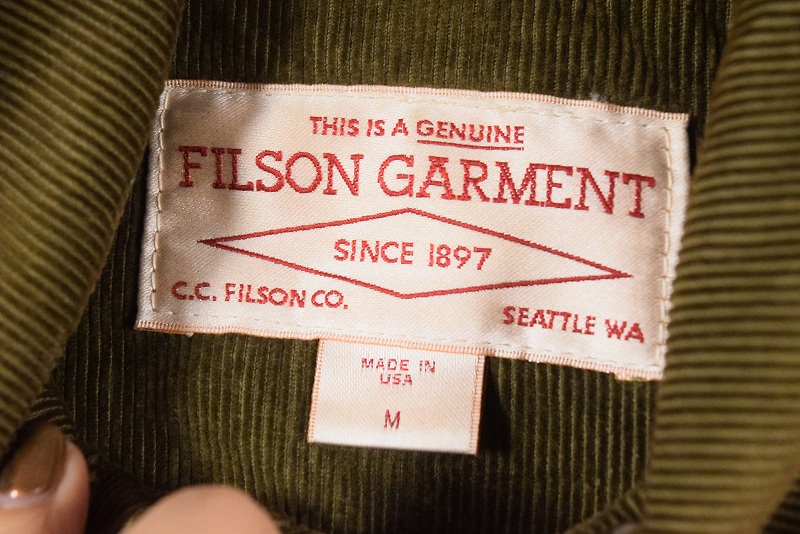 THIS IS A GENUINE
FILSON GARMENT
SINCE 1897
C.C. FILSON CO.
SEATTLE WA
MADE IN
USA
M